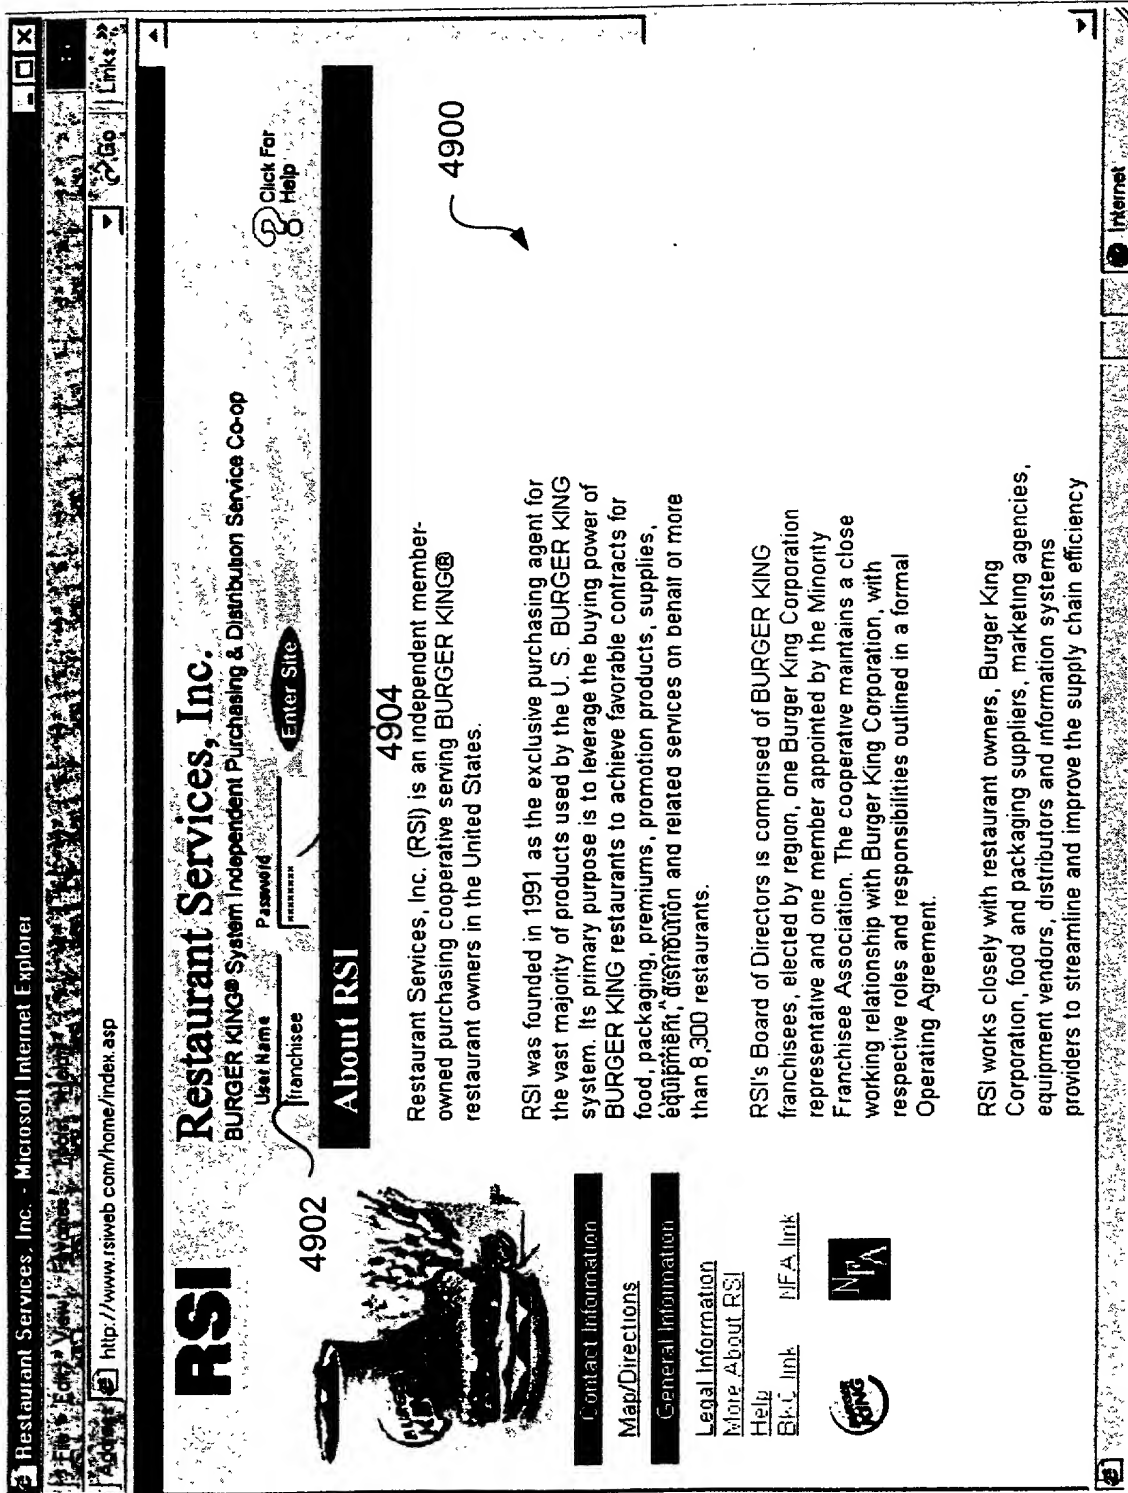 Restaurant Services, Inc. - Microsoft Internet Explorer
File Edit View Favorites Tools Help
Address http://www.rsiweb.com/home/index.asp Go Links »
RSI
Restaurant Services, Inc.
BURGER KING® System Independent Purchasing & Distribution Service Co-op
User Name Password
franchisee ******** Enter Site
Click For
Help
4902
4904
4900
About RSI
Restaurant Services, Inc. (RSI) is an independent member-
owned purchasing cooperative serving BURGER KING®
restaurant owners in the United States.
RSI was founded in 1991 as the exclusive purchasing agent for
the vast majority of products used by the U. S. BURGER KING
system. Its primary purpose is to leverage the buying power of
BURGER KING restaurants to achieve favorable contracts for
food, packaging, premiums, promotion products, supplies,
equipment, distribution and related services on behalf of more
than 8,300 restaurants.
RSI's Board of Directors is comprised of BURGER KING
franchisees, elected by region, one Burger King Corporation
representative and one member appointed by the Minority
Franchisee Association. The cooperative maintains a close
working relationship with Burger King Corporation, with
respective roles and responsibilities outlined in a formal
Operating Agreement.
RSI works closely with restaurant owners, Burger King
Corporation, food and packaging suppliers, marketing agencies,
equipment vendors, distributors and information systems
providers to streamline and improve the supply chain efficiency
BURGER
KING
Contact Information
Map/Directions
General Information
Legal Information
More About RSI
Help
BKC link NFA link
BURGER
KING
NFA
Internet